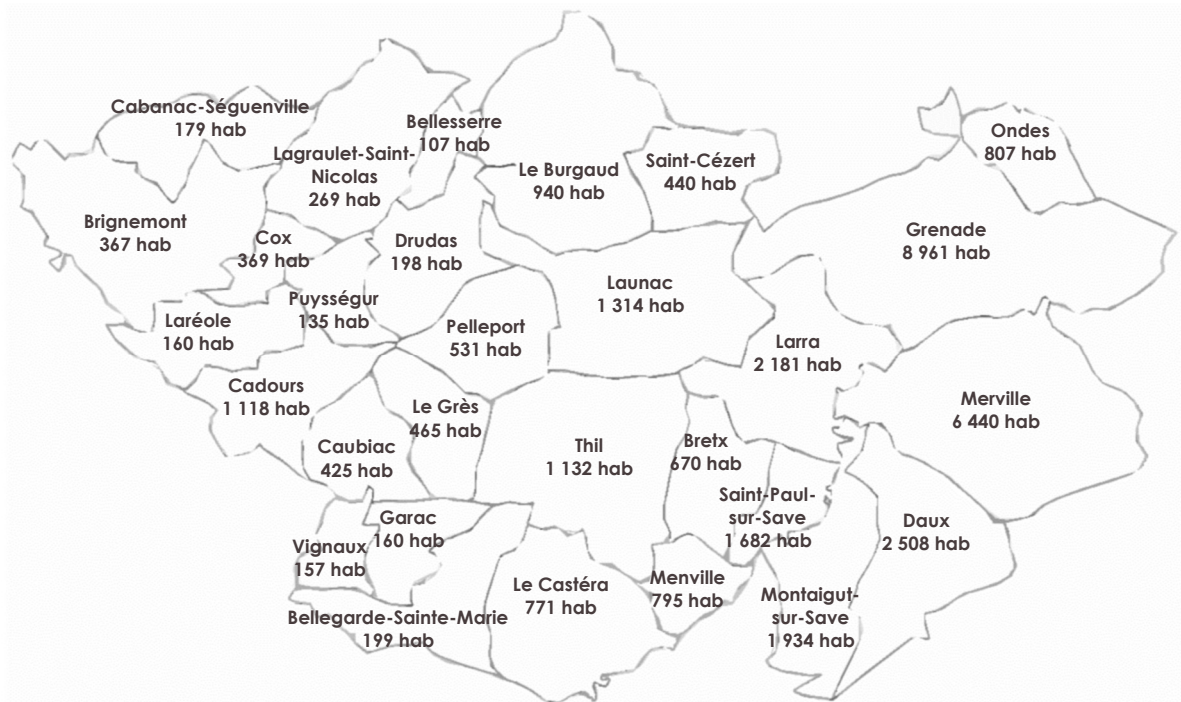 Cabanac-Séguenville
179 hab
Bellesserre
107 hab
Ondes
807 hab
Lagraulet-Saint-
Nicolas
269 hab
Le Burgaud
940 hab
Saint-Cézert
440 hab
Brignemont
367 hab
Cox
369 hab
Drudas
198 hab
Grenade
8 961 hab
Launac
1 314 hab
Puysségur
135 hab
Laréole
160 hab
Pelleport
531 hab
Larra
2 181 hab
Cadours
1 118 hab
Le Grès
465 hab
Merville
6 440 hab
Caubiac
425 hab
Thil
1 132 hab
Bretx
670 hab
Saint-Paul-
sur-Save
1 682 hab
Garac
160 hab
Daux
2 508 hab
Vignaux
157 hab
Le Castéra
771 hab
Menville
795 hab
Montaigut-
sur-Save
1 934 hab
Bellegarde-Sainte-Marie
199 hab